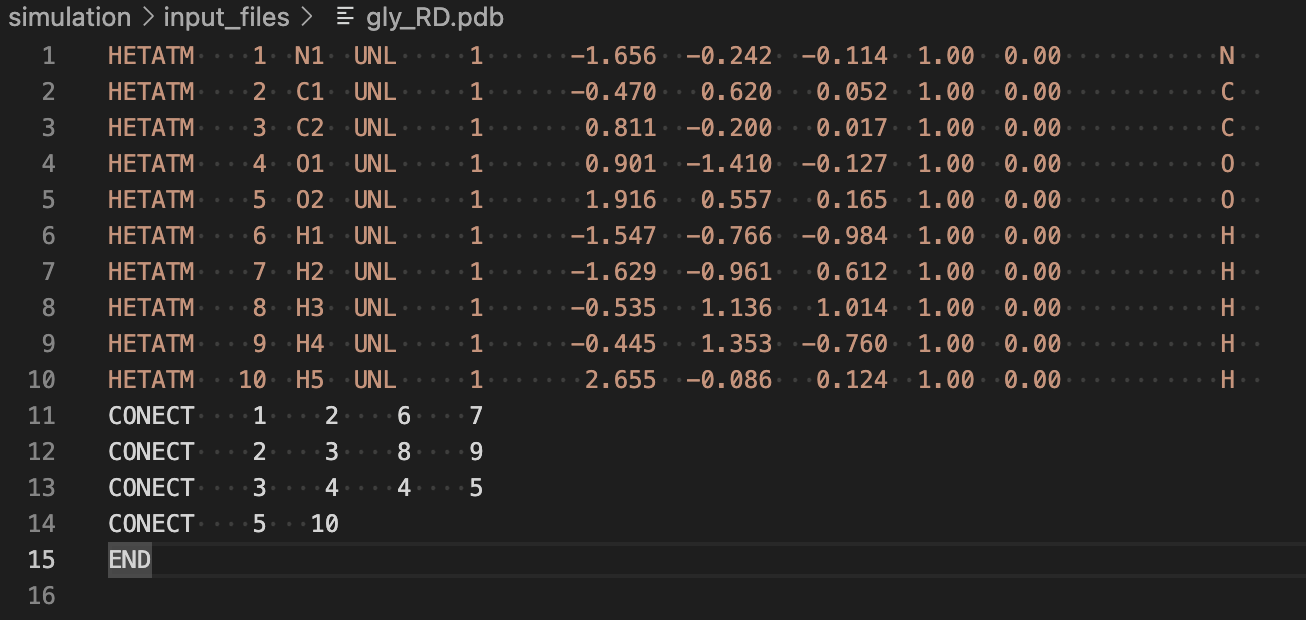 simulation > input_files > gly_RD.pdb
1 HETATM    1  N1  UNL     1      -1.656  -0.242  -0.114  1.00  0.00           N
2 HETATM    2  C1  UNL     1      -0.470   0.620   0.052  1.00  0.00           C
3 HETATM    3  C2  UNL     1       0.811  -0.200   0.017  1.00  0.00           C
4 HETATM    4  O1  UNL     1       0.901  -1.410  -0.127  1.00  0.00           O
5 HETATM    5  O2  UNL     1       1.916   0.557   0.165  1.00  0.00           O
6 HETATM    6  H1  UNL     1      -1.547  -0.766  -0.984  1.00  0.00           H
7 HETATM    7  H2  UNL     1      -1.629  -0.961   0.612  1.00  0.00           H
8 HETATM    8  H3  UNL     1      -0.535   1.136   1.014  1.00  0.00           H
9 HETATM    9  H4  UNL     1      -0.445   1.353  -0.760  1.00  0.00           H
10 HETATM   10  H5  UNL     1       2.655  -0.086   0.124  1.00  0.00           H
11 CONECT    1    2    6    7
12 CONECT    2    3    8    9
13 CONECT    3    4    4    5
14 CONECT    5   10
15 END
16